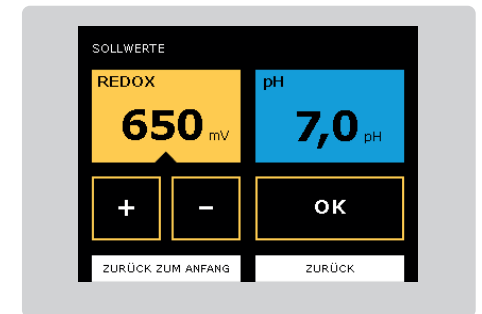 SOLLWERTE
REDOX pH
650 mV 7,0 pH
+ - OK
ZURÜCK ZUM ANFANG ZURÜCK